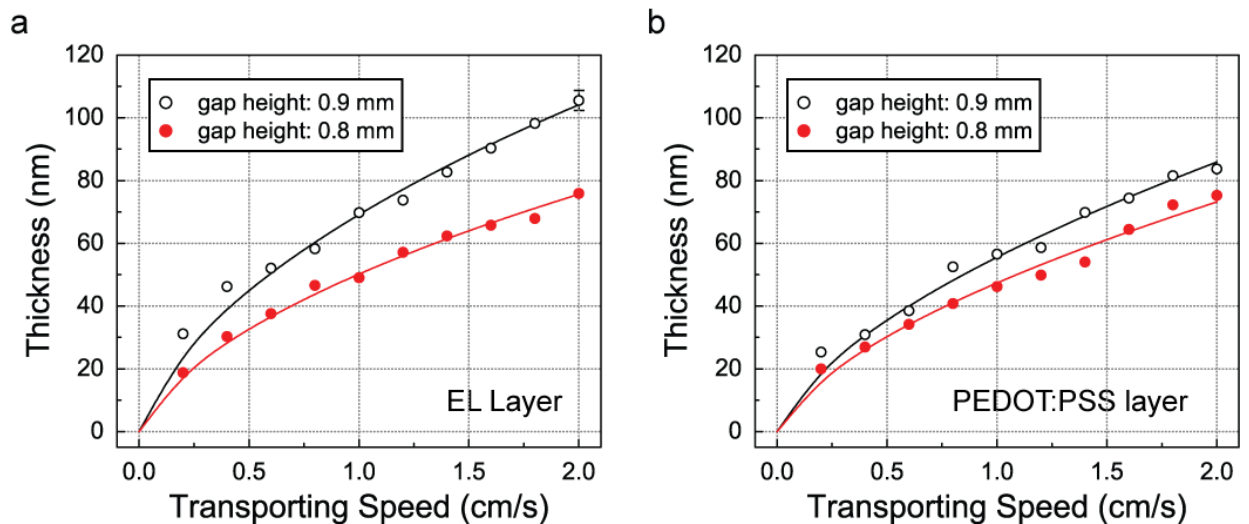 a
Thickness (nm)
120
100
80
60
40
20
0
gap height: 0.9 mm
gap height: 0.8 mm
EL Layer
0.0 0.5 1.0 1.5 2.0
Transporting Speed (cm/s)
b
Thickness (nm)
120
100
80
60
40
20
0
gap height: 0.9 mm
gap height: 0.8 mm
PEDOT:PSS layer
0.0 0.5 1.0 1.5 2.0
Transporting Speed (cm/s)